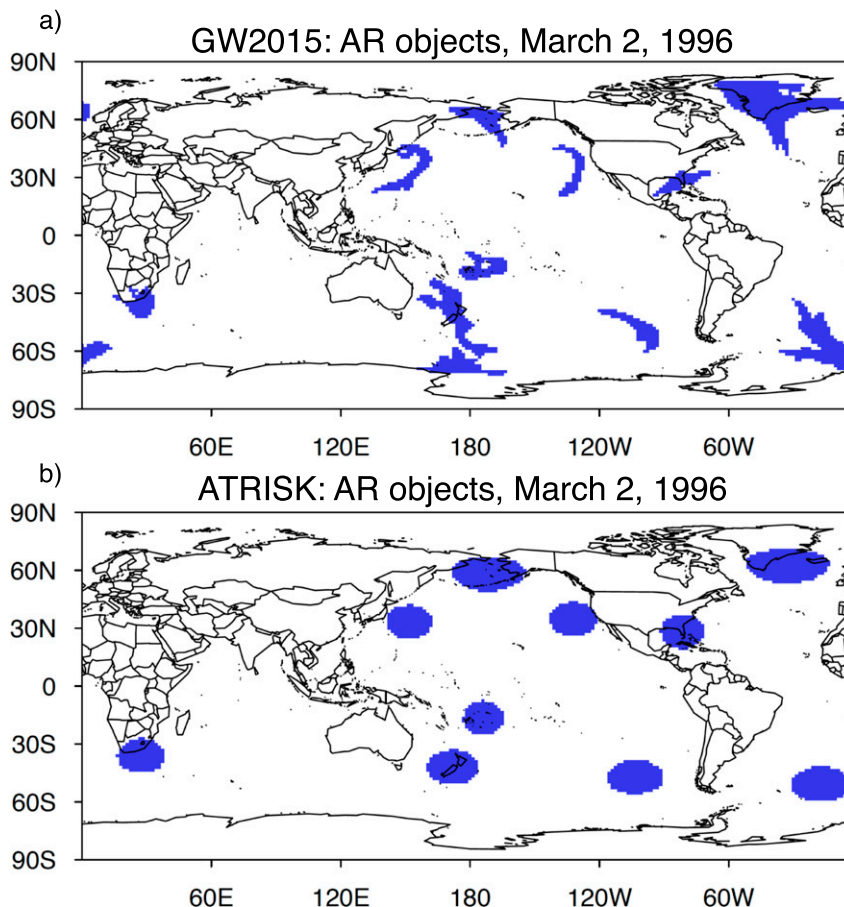 a)
GW2015: AR objects, March 2, 1996
90N
60N
30N
0
30S
60S
90S
60E 120E 180 120W 60W
b)
ATRISK: AR objects, March 2, 1996
90N
60N
30N
0
30S
60S
90S
60E 120E 180 120W 60W